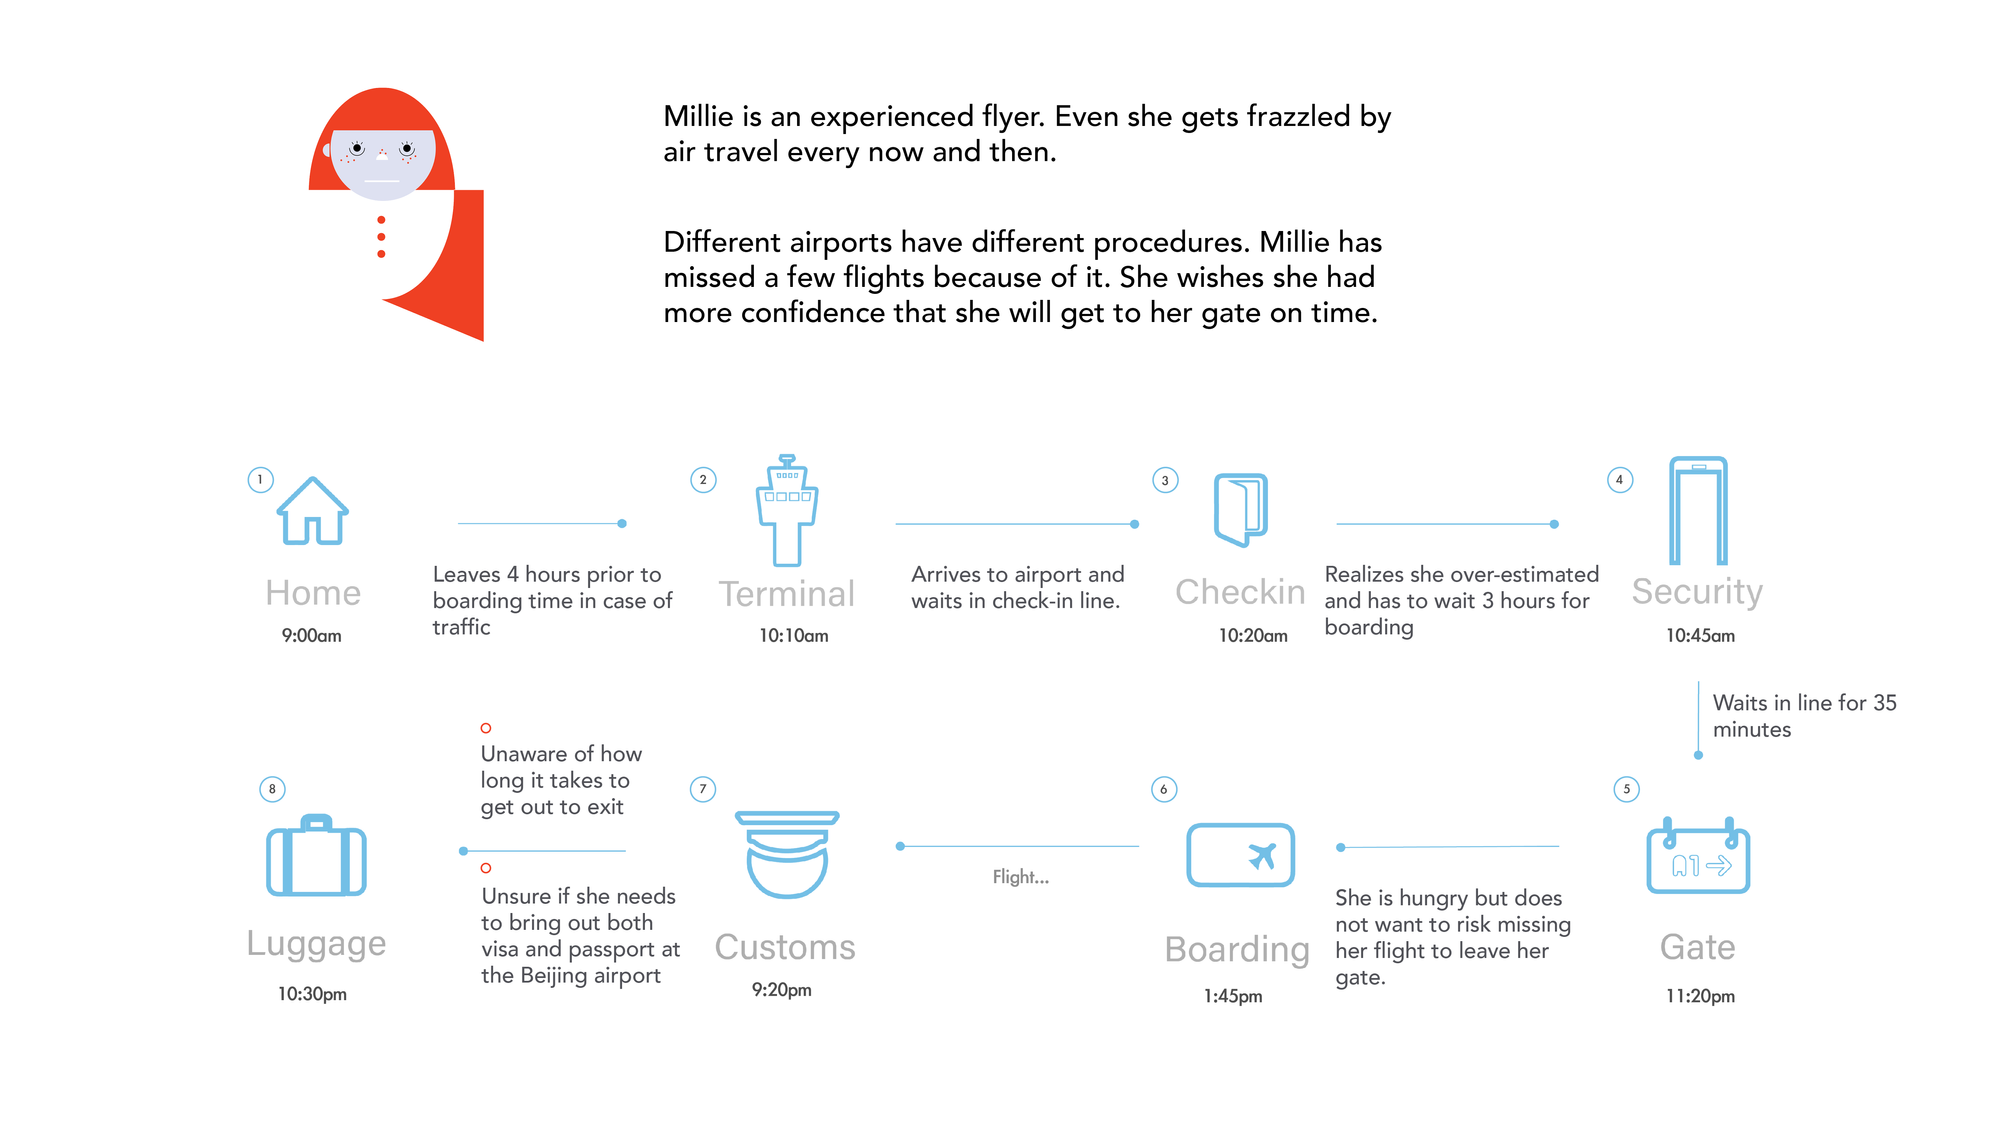 Millie is an experienced flyer. Even she gets frazzled by
air travel every now and then.
Different airports have different procedures. Millie has
missed a few flights because of it. She wishes she had
more confidence that she will get to her gate on time.
1
Home
9:00am
Leaves 4 hours prior to
boarding time in case of
traffic
2
Terminal
10:10am
Arrives to airport and
waits in check-in line.
3
Checkin
10:20am
Realizes she over-estimated
and has to wait 3 hours for
boarding
4
Security
10:45am
Waits in line for 35
minutes
5
A1
Gate
11:20pm
She is hungry but does
not want to risk missing
her flight to leave her
gate.
6
Boarding
1:45pm
Flight...
7
Customs
9:20pm
Unaware of how
long it takes to
get out to exit
Unsure if she needs
to bring out both
visa and passport at
the Beijing airport
8
Luggage
10:30pm